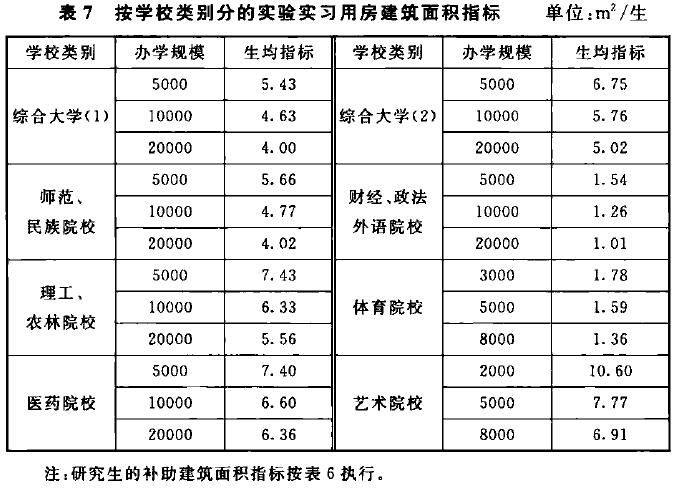 表 7 按学校类别分的实验实习用房建筑面积指标 单位:m²/生
学校类别 办学规模 生均指标 学校类别 办学规模 生均指标
综合大学(1) 5000 5.43 综合大学(2) 5000 6.75
10000 4.63 10000 5.76
20000 4.00 20000 5.02
师范、
民族院校 5000 5.66 财经、政法
外语院校 5000 1.54
10000 4.77 10000 1.26
20000 4.02 20000 1.01
理工、
农林院校 5000 7.43 体育院校 3000 1.78
10000 6.33 5000 1.59
20000 5.56 8000 1.36
医药院校 5000 7.40 艺术院校 2000 10.60
10000 6.60 5000 7.77
20000 6.36 8000 6.91
注:研究生的补助建筑面积指标按表 6 执行。